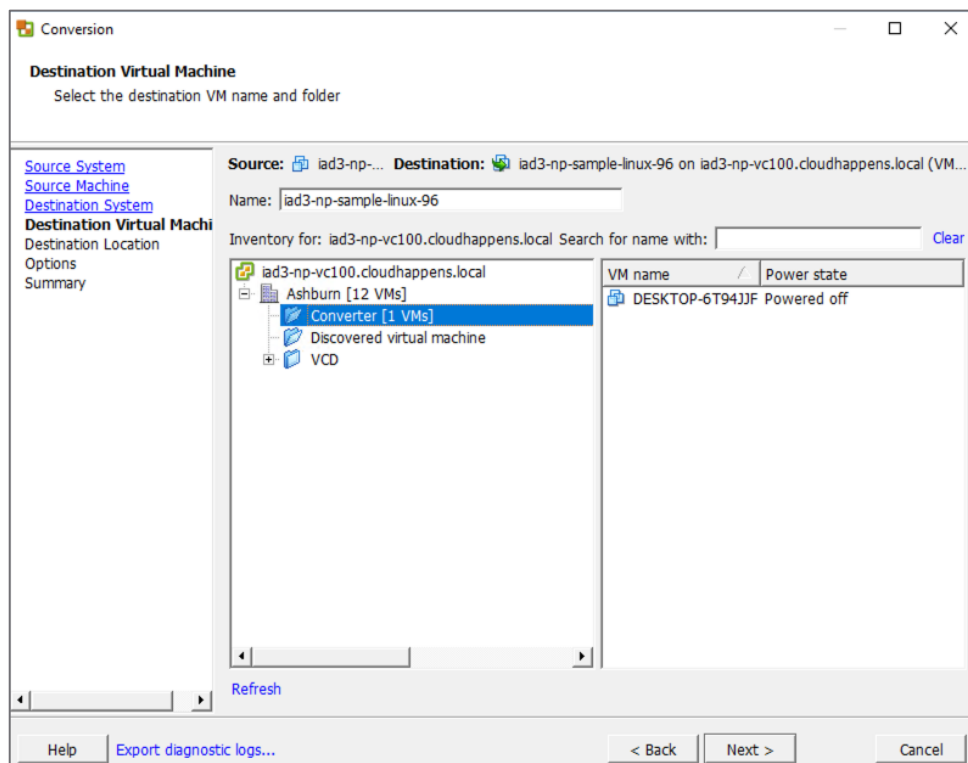 Conversion
Destination Virtual Machine
Select the destination VM name and folder
Source System
Source Machine
Destination System
Destination Virtual Machi
Destination Location
Options
Summary
Source: iad3-np-... Destination: iad3-np-sample-linux-96 on iad3-np-vc100.cloudhappens.local (VM...
Name: iad3-np-sample-linux-96
Inventory for: iad3-np-vc100.cloudhappens.local Search for name with: Clear
iad3-np-vc100.cloudhappens.local
Ashburn [12 VMs]
Converter [1 VMs]
Discovered virtual machine
VCD
VM name Power state
DESKTOP-6T94JJF Powered off
Refresh
Help Export diagnostic logs... < Back Next > Cancel